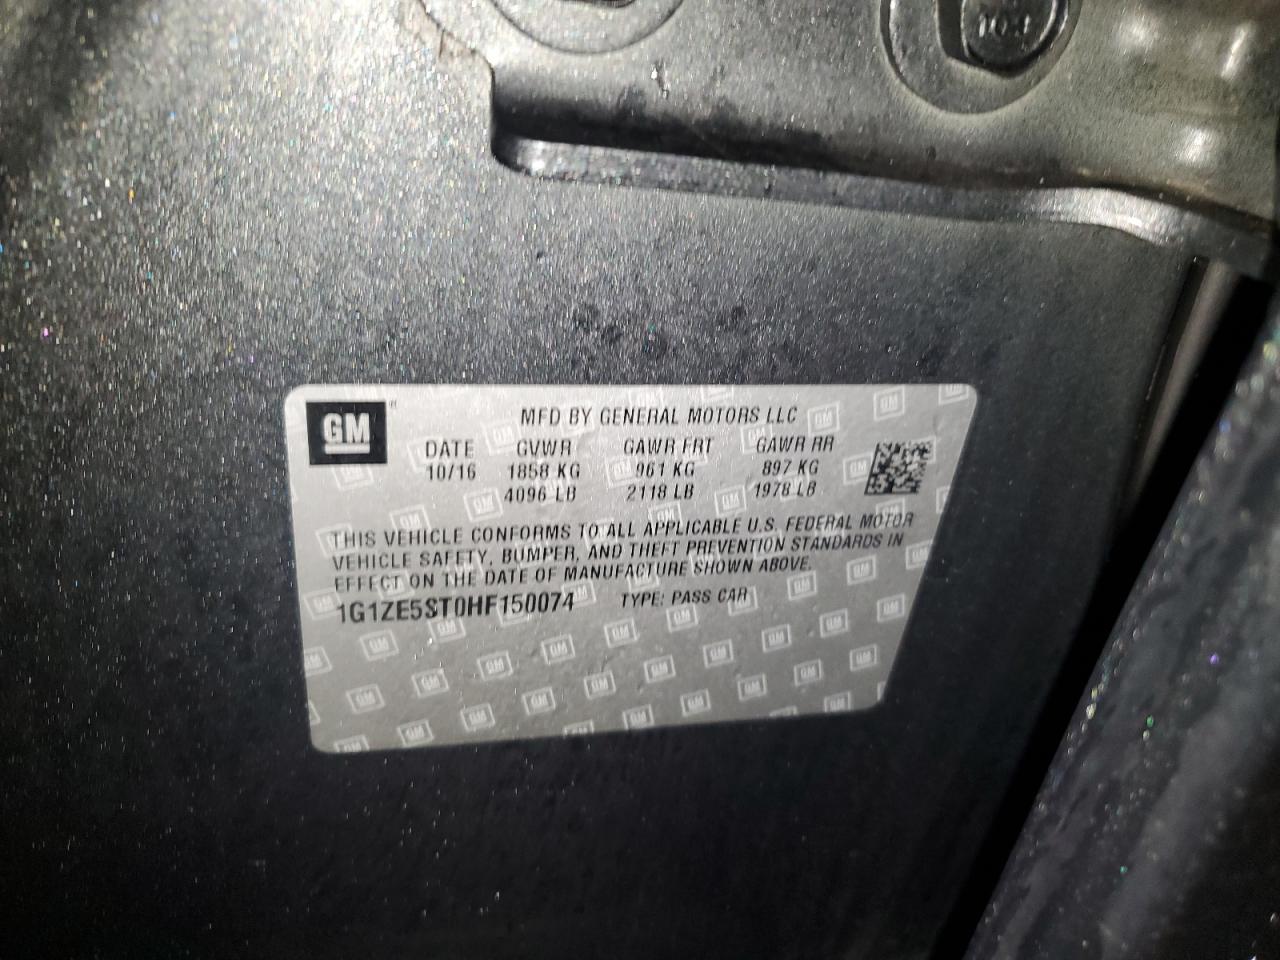 GM
MFD BY GENERAL MOTORS LLC
DATE GVWR GAWR FRT GAWR RR
10/16 1858 KG 961 KG 897 KG
4096 LB 2118 LB 1978 LB
THIS VEHICLE CONFORMS TO ALL APPLICABLE U.S. FEDERAL MOTOR
VEHICLE SAFETY, BUMPER, AND THEFT PREVENTION STANDARDS IN
EFFECT ON THE DATE OF MANUFACTURE SHOWN ABOVE.
1G1ZE5ST0HF150074 TYPE: PASS CAR